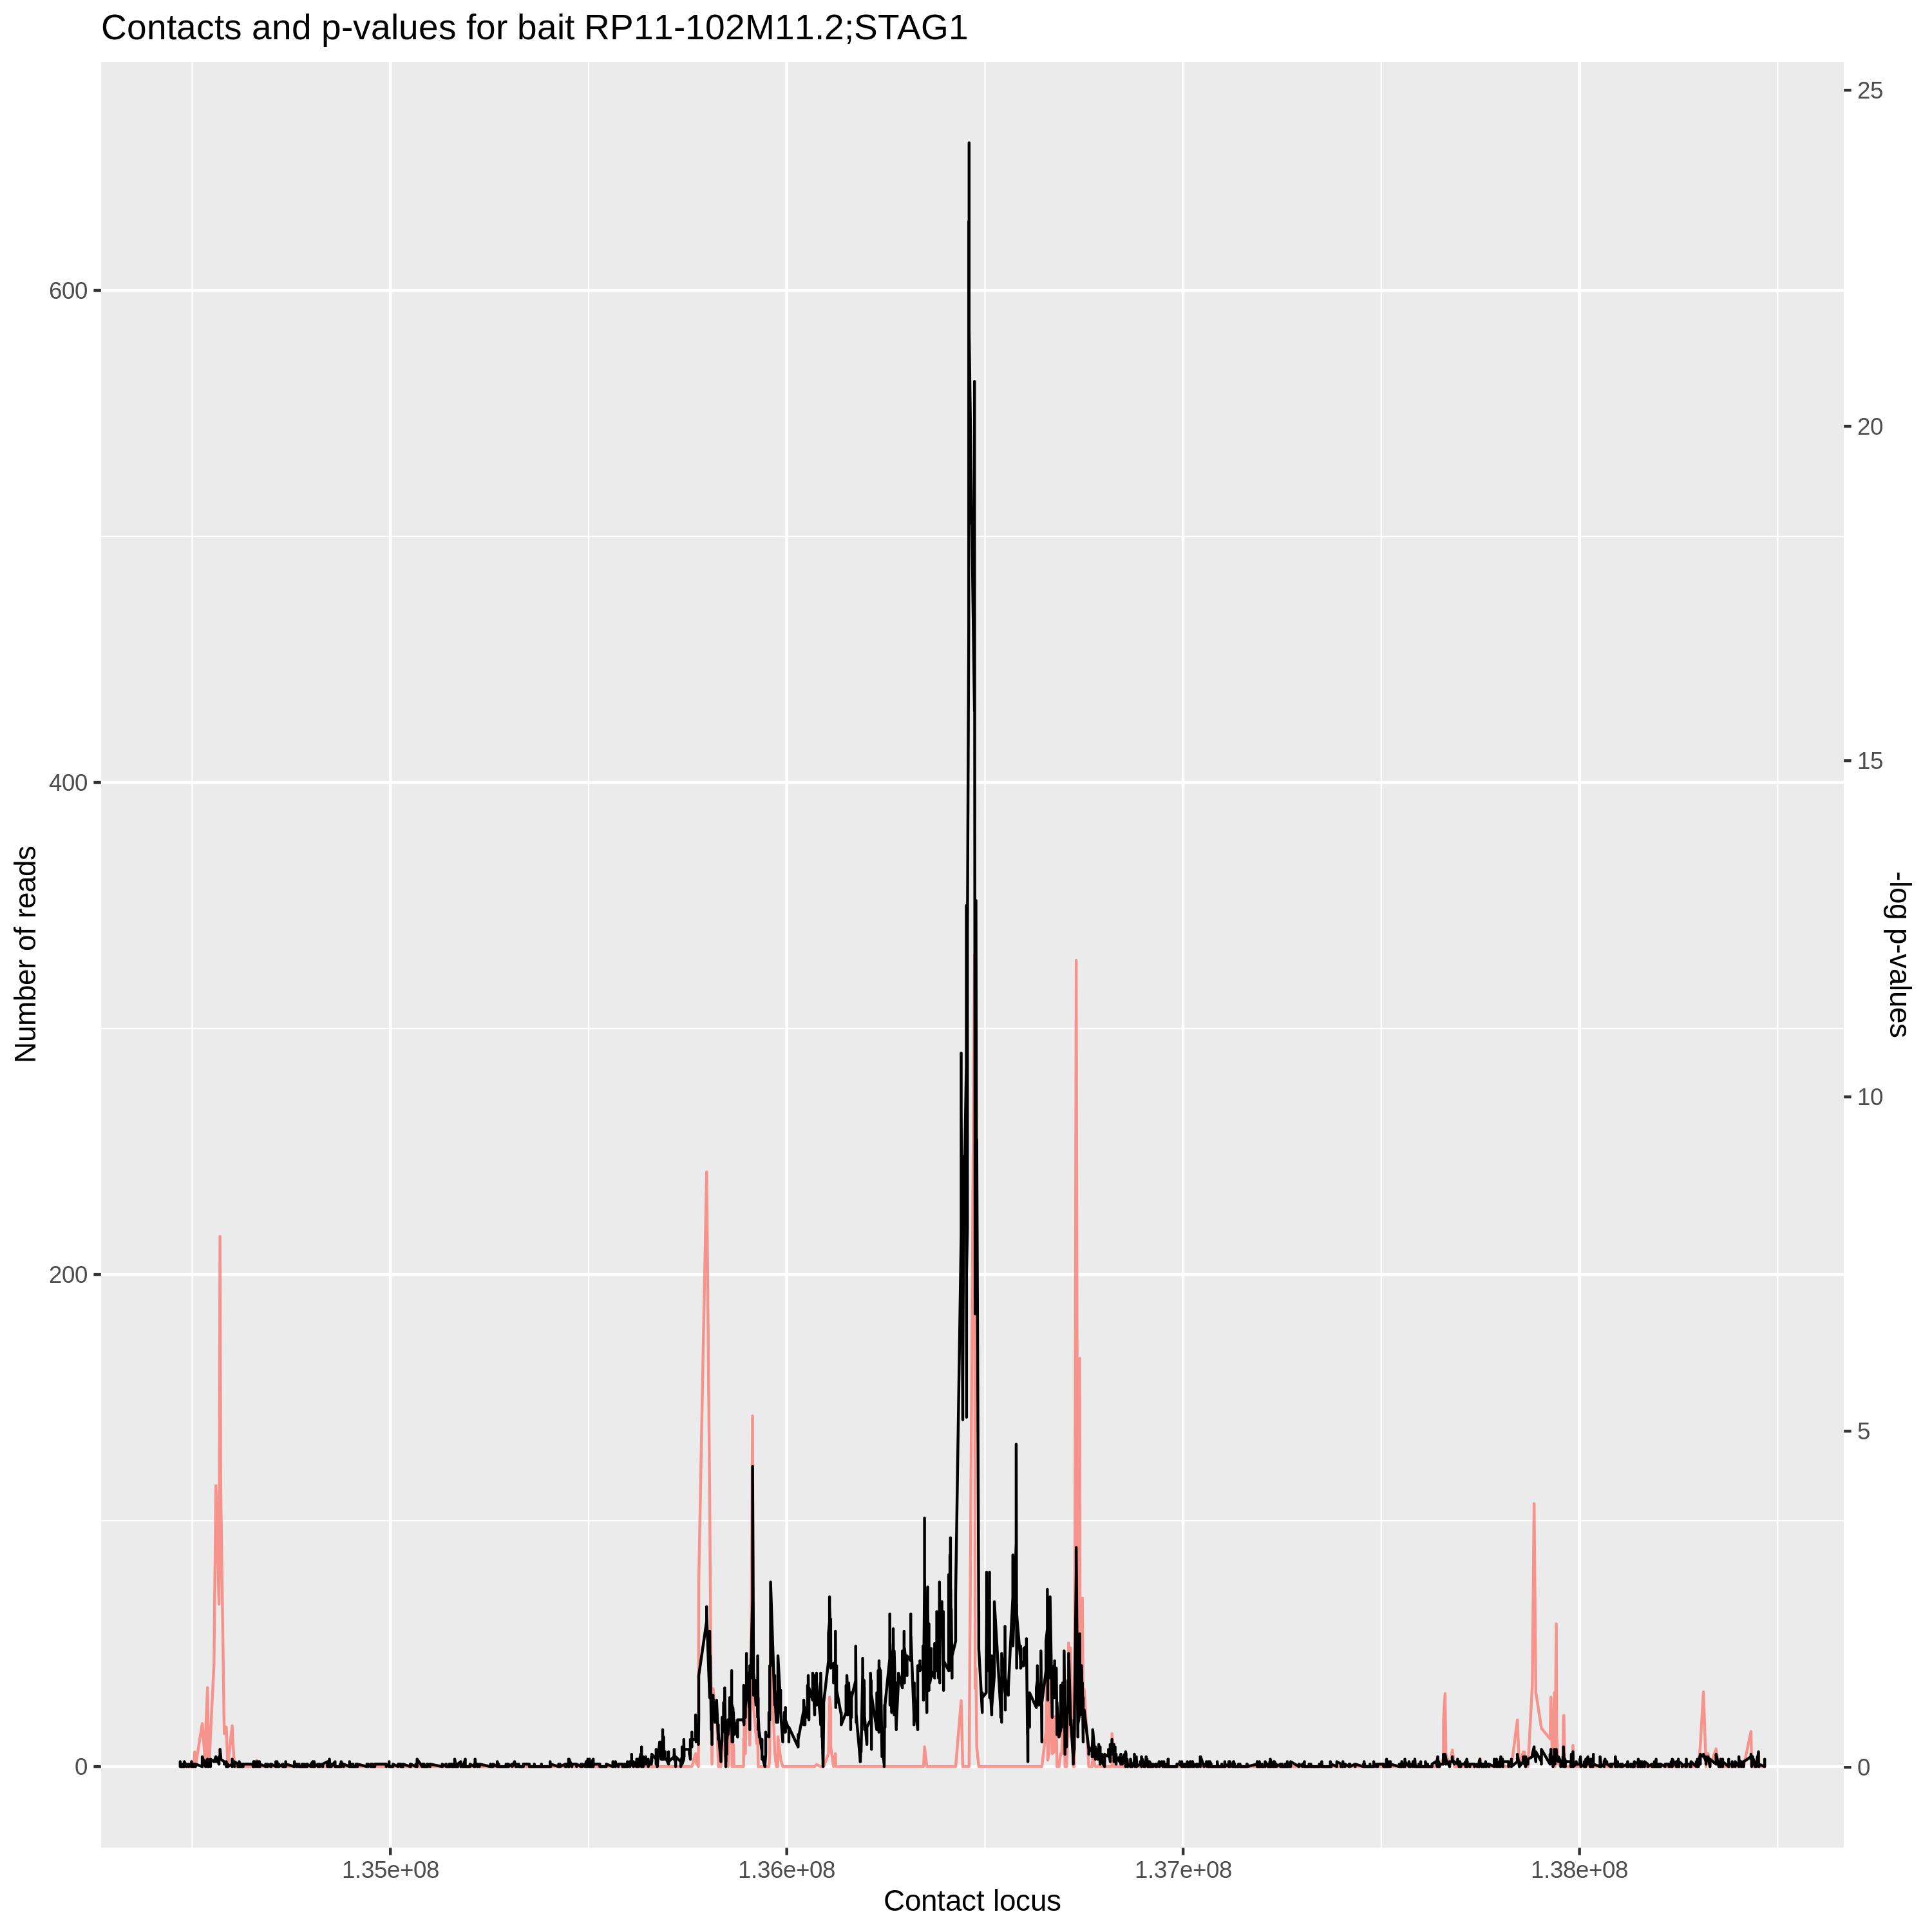 Contacts and p-values for bait RP11-102M11.2;STAG1
Number of reads
600
400
200
0
25
20
15
10
5
0
-log p-values
1.35e+08
1.36e+08
1.37e+08
1.38e+08
Contact locus